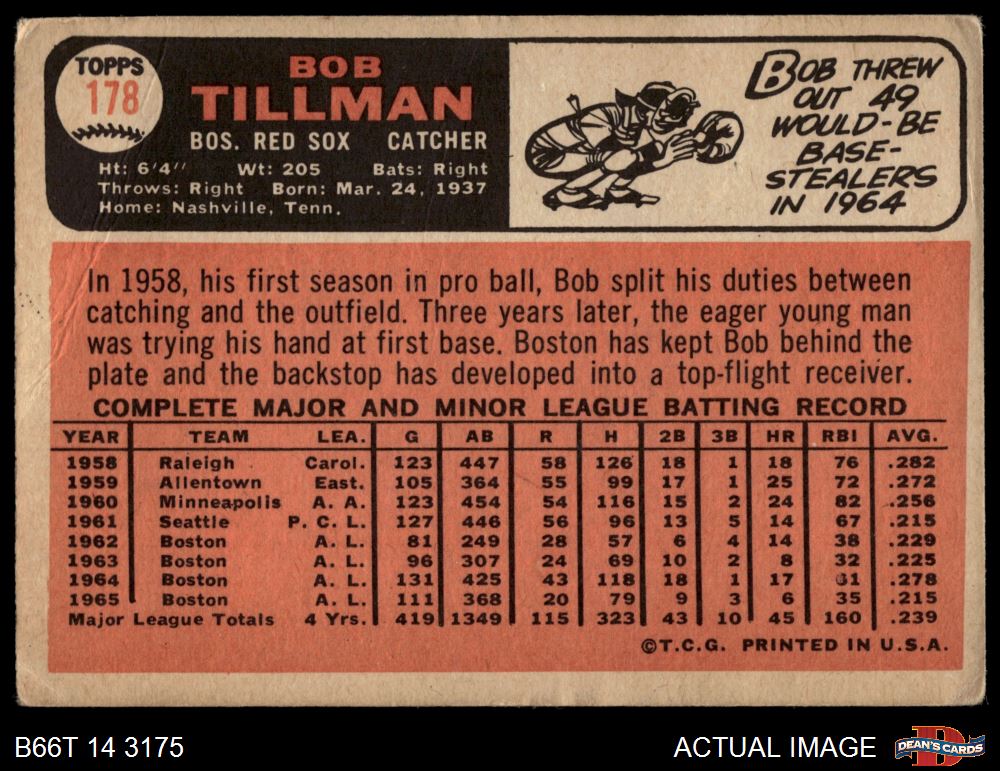 TOPPS
178
BOB
TILLMAN
BOS. RED SOX CATCHER
Ht: 6'4" Wt: 205 Bats: Right
Throws: Right Born: Mar. 24, 1937
Home: Nashville, Tenn.
BOB THREW
OUT 49
WOULD-BE
BASE-
STEALERS
IN 1964
In 1958, his first season in pro ball, Bob split his duties between
catching and the outfield. Three years later, the eager young man
was trying his hand at first base. Boston has kept Bob behind the
plate and the backstop has developed into a top-flight receiver.
COMPLETE MAJOR AND MINOR LEAGUE BATTING RECORD
YEAR TEAM LEA. G AB R H 2B 3B HR RBI AVG.
1958 Raleigh Carol. 123 447 58 126 18 1 18 76 .282
1959 Allentown East. 105 364 55 99 17 1 25 72 .272
1960 Minneapolis A. A. 123 454 54 116 15 2 24 82 .256
1961 Seattle P. C. L. 127 446 56 96 13 5 14 67 .215
1962 Boston A. L. 81 249 28 57 6 4 14 38 .229
1963 Boston A. L. 96 307 24 69 10 2 8 32 .225
1964 Boston A. L. 131 425 43 118 18 1 17 61 .278
1965 Boston A. L. 111 368 20 79 9 3 6 35 .215
Major League Totals 4 Yrs. 419 1349 115 323 43 10 45 160 .239
©T.C.G. PRINTED IN U.S.A.
B66T 14 3175
ACTUAL IMAGE
DEAN'S CARDS